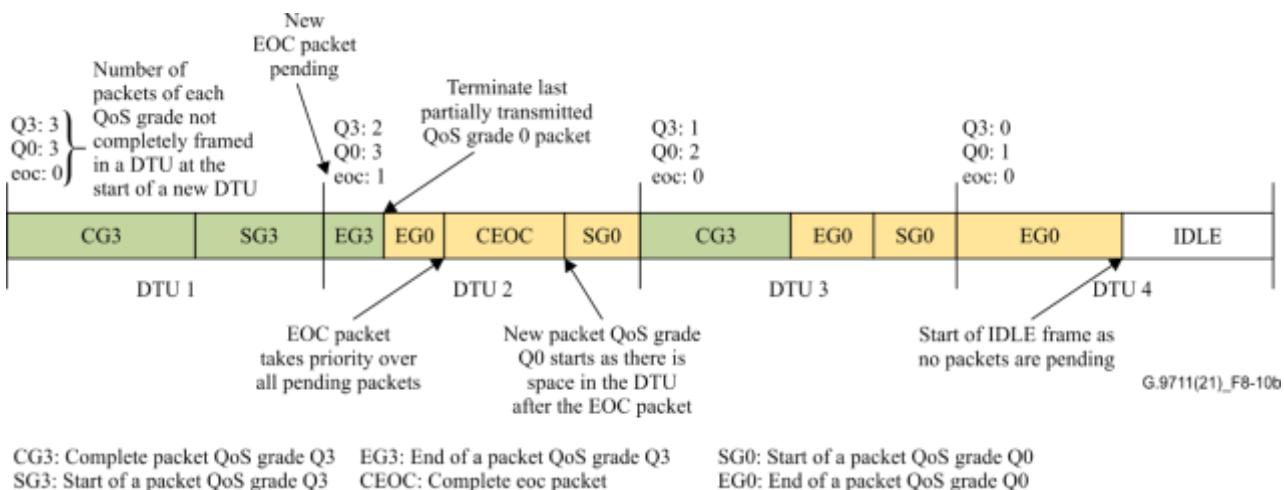 New
EOC packet
pending
Number of
packets of each
QoS grade not
completely framed
in a DTU at the
start of a new DTU
Q3: 3
Q0: 3
eoc: 0
Terminate last
partially transmitted
QoS grade 0 packet
Q3: 2
Q0: 3
eoc: 1
Q3: 1
Q0: 2
eoc: 0
Q3: 0
Q0: 1
eoc: 0
CG3 SG3 EG3 EG0 CEOC SG0 CG3 EG0 SG0 EG0 IDLE
DTU 1 DTU 2 DTU 3 DTU 4
EOC packet
takes priority over
all pending packets
New packet QoS grade
Q0 starts as there is
space in the DTU
after the EOC packet
Start of IDLE frame as
no packets are pending
G.9711(21)_F8-10b
CG3: Complete packet QoS grade Q3 EG3: End of a packet QoS grade Q3 SG0: Start of a packet QoS grade Q0
SG3: Start of a packet QoS grade Q3 CEOC: Complete eoc packet EG0: End of a packet QoS grade Q0